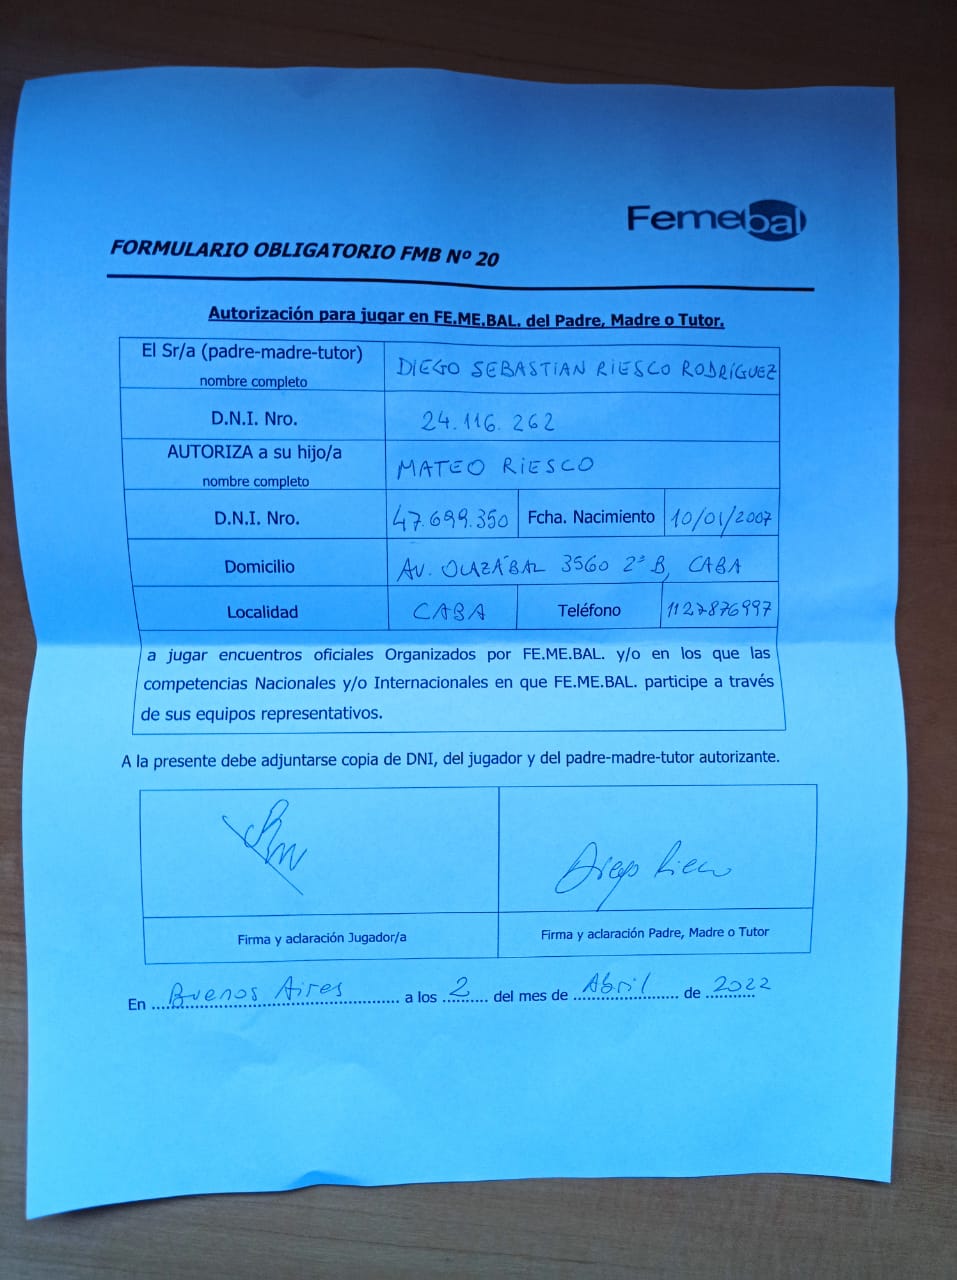 Femebal
FORMULARIO OBLIGATORIO FMB Nº 20
Autorización para jugar en FE.ME.BAL. del Padre, Madre o Tutor.
El Sr/a (padre-madre-tutor)
nombre completo
DIEGO SEBASTIAN RIESCO RODRÍGUEZ
D.N.I. Nro.
24.116.262
AUTORIZA a su hijo/a
nombre completo
MATEO RIESCO
D.N.I. Nro.
47.699.350
Fcha. Nacimiento
10/01/2007
Domicilio
AV. OLAZÁBAL 3560 2º B, CABA
Localidad
CABA
Teléfono
1127876997
a jugar encuentros oficiales Organizados por FE.ME.BAL. y/o en los que las
competencias Nacionales y/o Internacionales en que FE.ME.BAL. participe a través
de sus equipos representativos.
A la presente debe adjuntarse copia de DNI, del jugador y del padre-madre-tutor autorizante.
Diego Riesco
Firma y aclaración Jugador/a
Firma y aclaración Padre, Madre o Tutor
En Buenos Aires a los 2 del mes de Abril de 2022